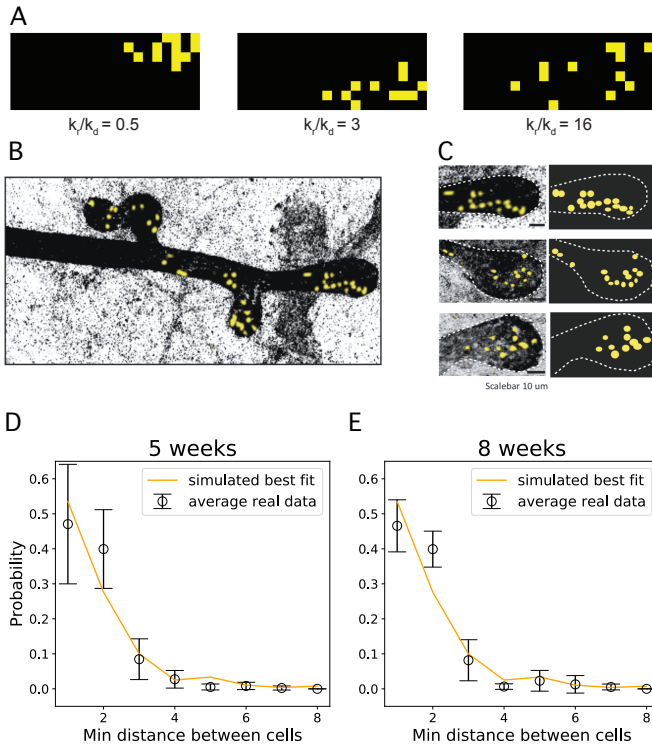 A
k_r/k_d = 0.5
k_r/k_d = 3
k_r/k_d = 16
B
C
Scalebar 10 um
D
5 weeks
simulated best fit
average real data
Probability
0.6
0.5
0.4
0.3
0.2
0.1
0.0
2 4 6 8
Min distance between cells
E
8 weeks
simulated best fit
average real data
0.6
0.5
0.4
0.3
0.2
0.1
0.0
2 4 6 8
Min distance between cells